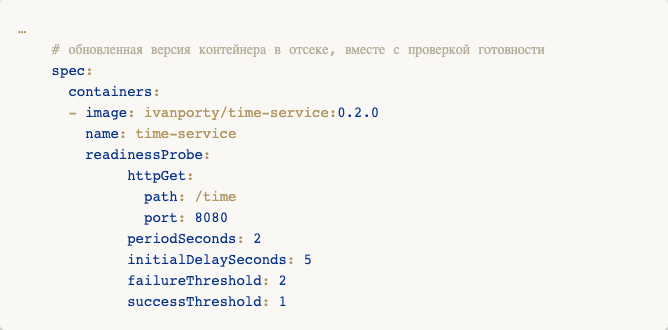 …
# обновленная версия контейнера в отсеке, вместе с проверкой готовности
spec:
containers:
- image: ivanporty/time-service:0.2.0
name: time-service
readinessProbe:
httpGet:
path: /time
port: 8080
periodSeconds: 2
initialDelaySeconds: 5
failureThreshold: 2
successThreshold: 1